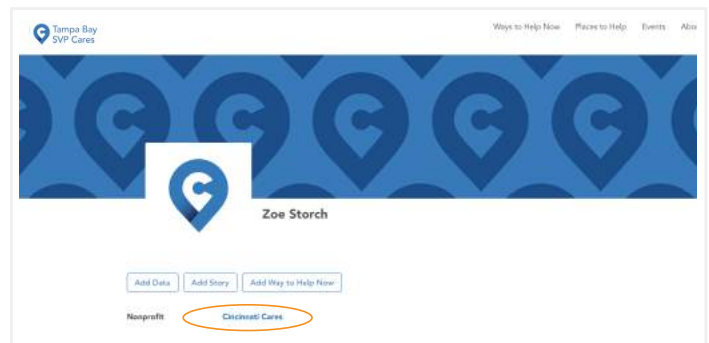 Tampa Bay
SVP Cares
Ways to Help Now Places to Help Events
Zoe Storch
Add Data Add Story Add Way to Help Now
Nonprofit Cincinnati Cares